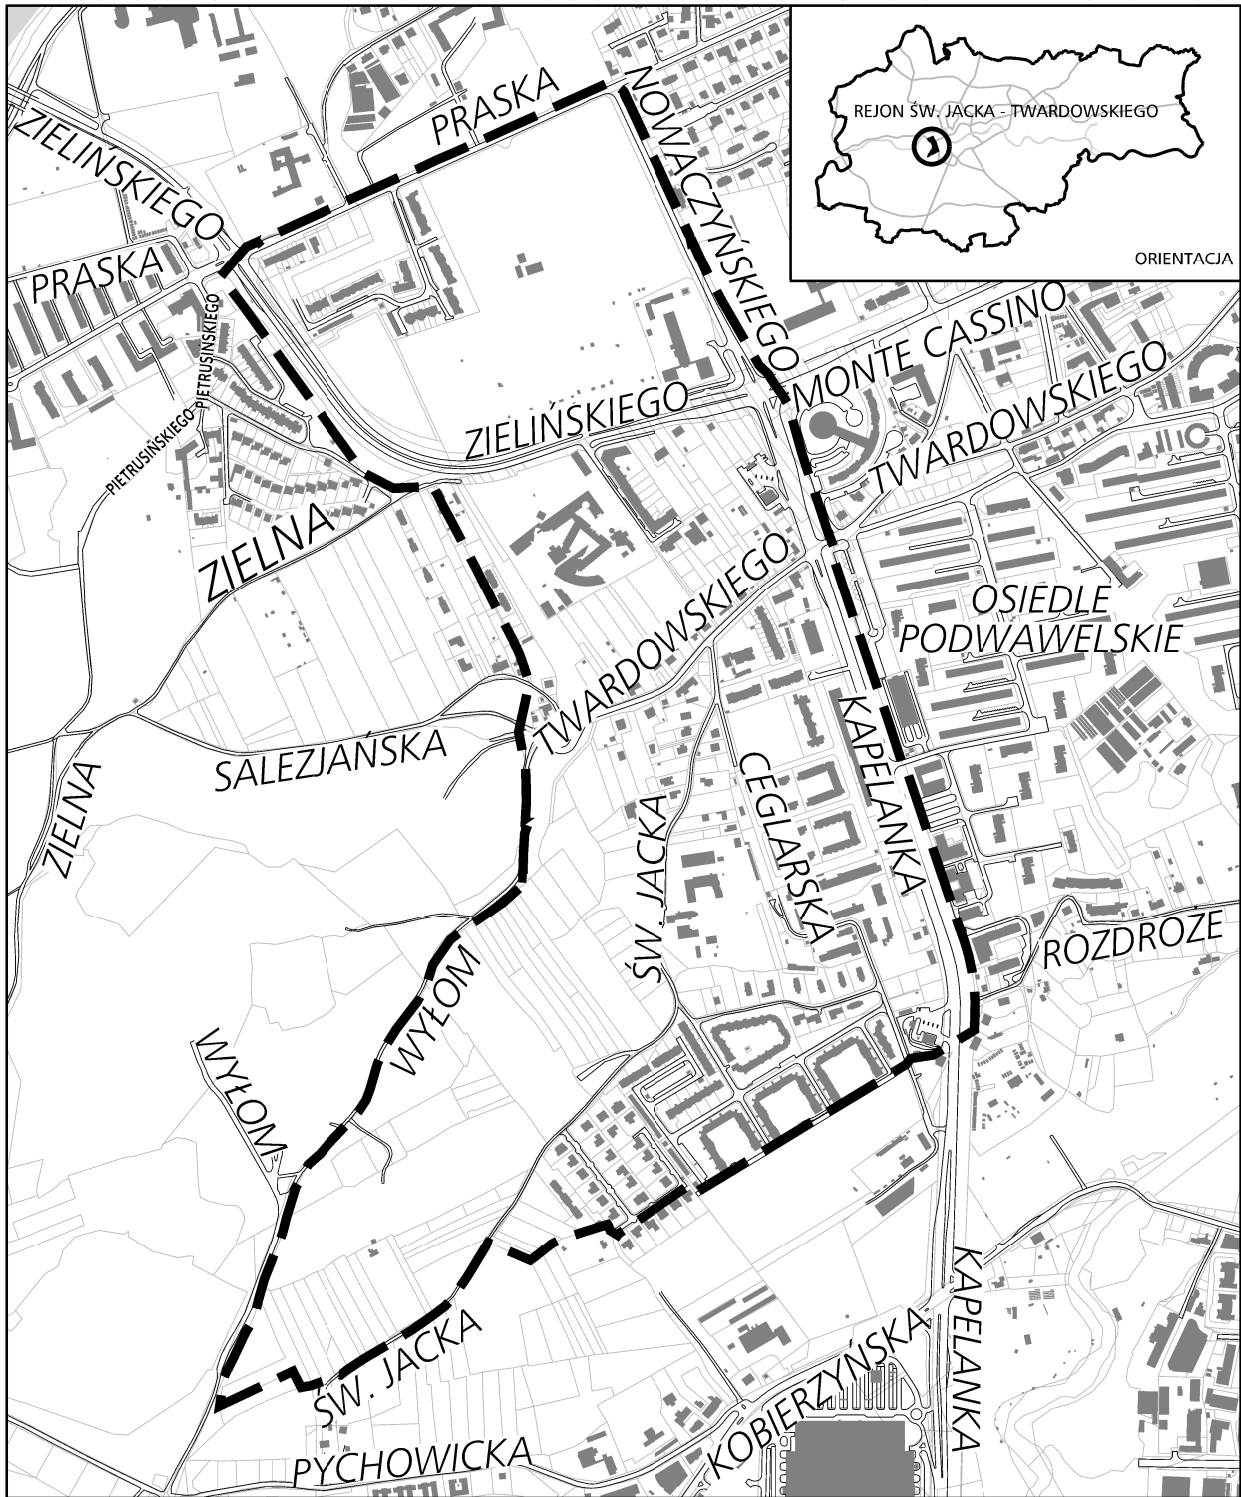 PRASKA
NOWACZYŃSKIEGO
REJON ŚW. JACKA - TWARDOWSKIEGO
ORIENTACJA
ZIELIŃSKIEGO
PRASKA
PIETRUSIŃSKIEGO
PIETRUSIŃSKIEGO
MONTE CASSINO
ZIELIŃSKIEGO
TWARDOWSKIEGO
ZIELNA
TWARDOWSKIEGO
OSIEDLE
PODWAWELSKIE
SALEZJAŃSKA
KAPELANKA
CEGLARSKA
ZIELNA
ŚW. JACKA
ROZDROŻE
WYŁOM
WYŁOM
ŚW. JACKA
KAPELANKA
KOBIERZYŃSKA
PYCHOWICKA